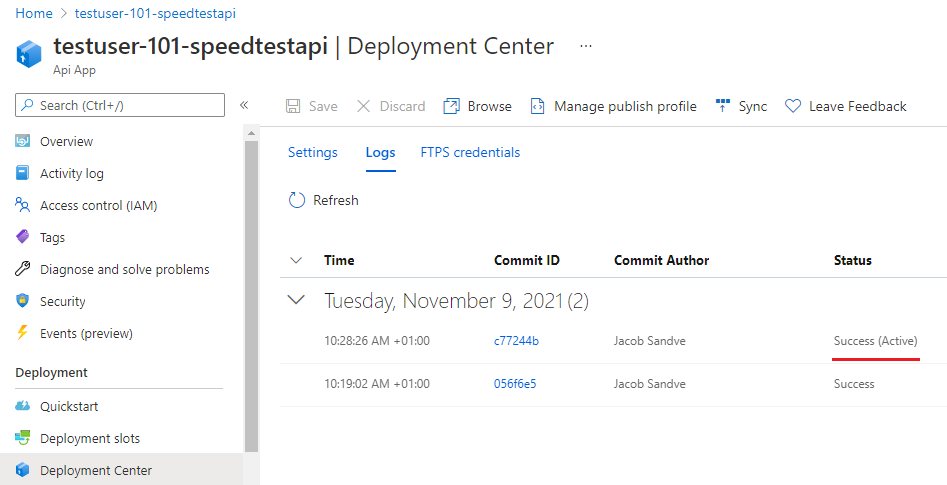 Home > testuser-101-speedtestapi
testuser-101-speedtestapi | Deployment Center ...
Api App
Search (Ctrl+/) «
Save Discard Browse Manage publish profile Sync Leave Feedback
Overview
Activity log
Access control (IAM)
Tags
Diagnose and solve problems
Security
Events (preview)
Deployment
Quickstart
Deployment slots
Deployment Center
Settings Logs FTPS credentials
Refresh
Time Commit ID Commit Author Status
Tuesday, November 9, 2021 (2)
10:28:26 AM +01:00 c77244b Jacob Sandve Success (Active)
10:19:02 AM +01:00 056f6e5 Jacob Sandve Success